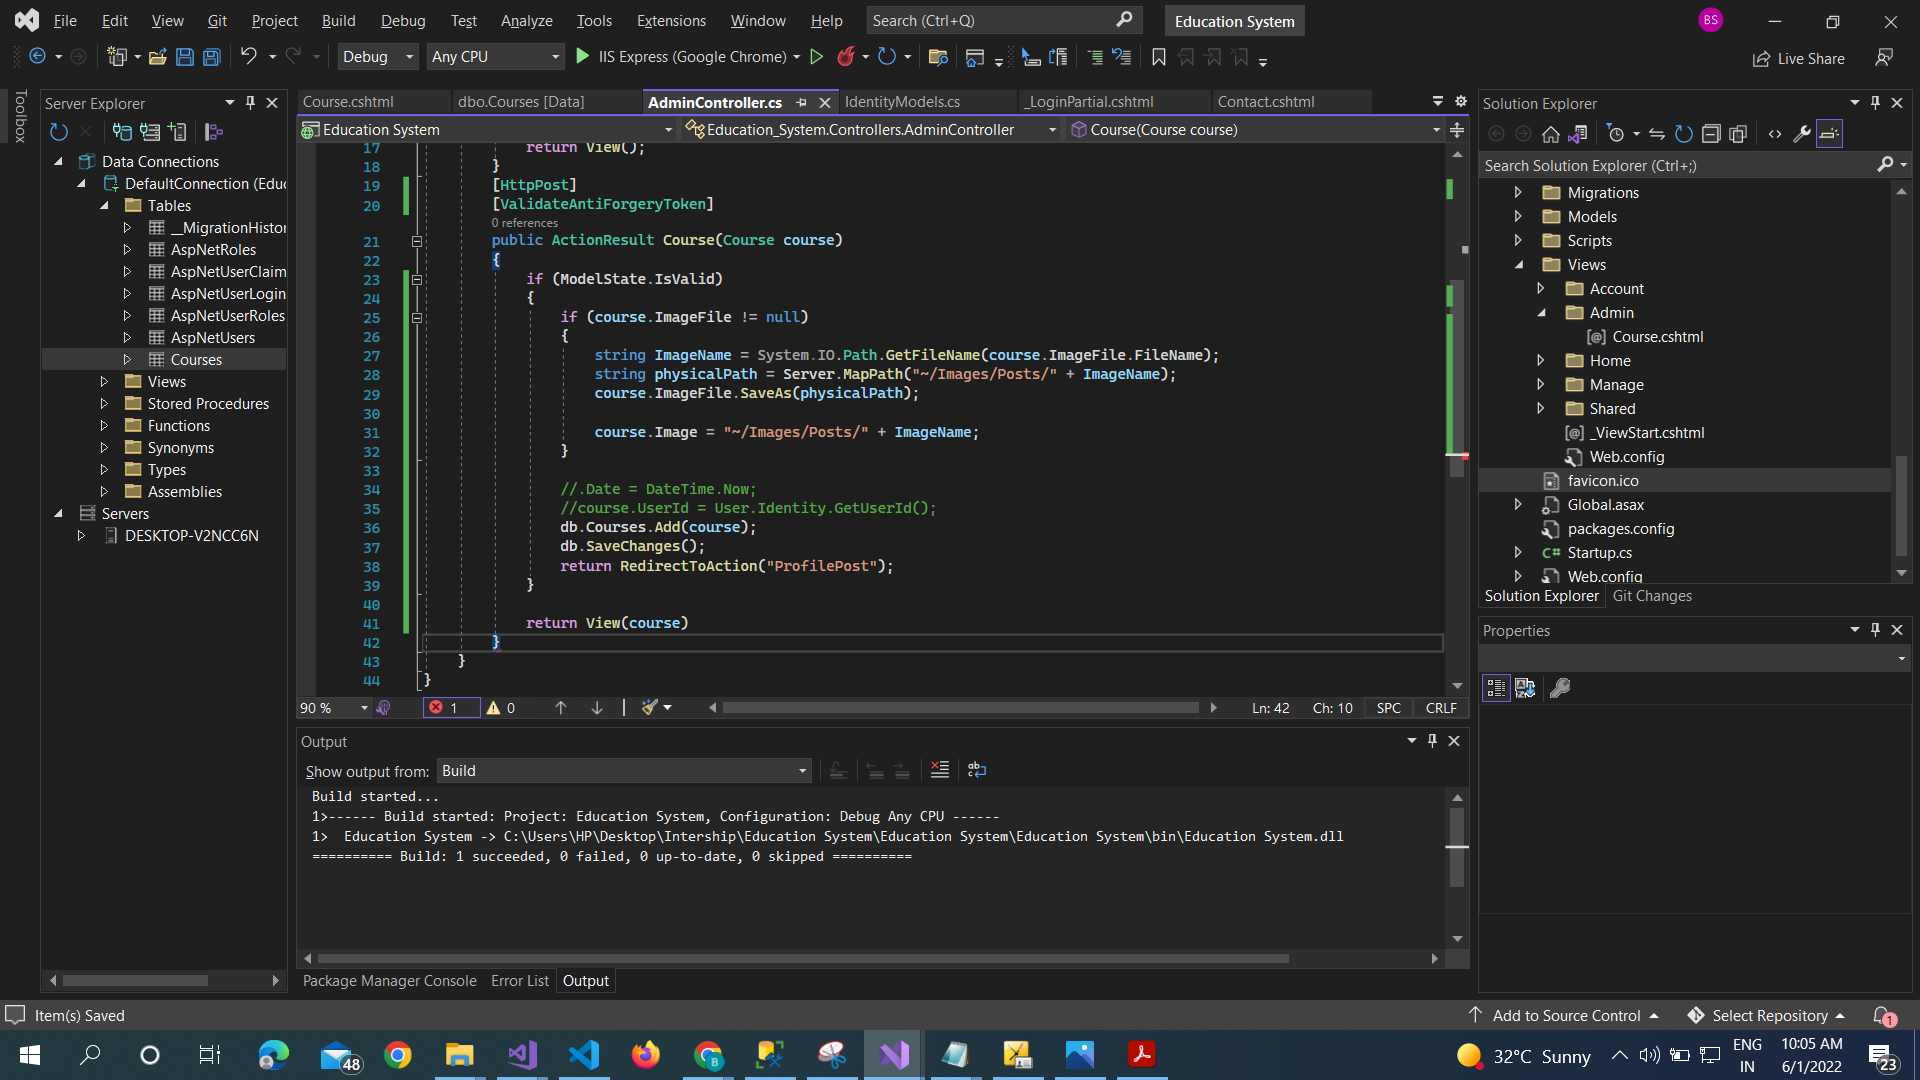 File Edit View Git Project Build Debug Test Analyze Tools Extensions Window Help Search (Ctrl+Q) Education System BS
Debug Any CPU IIS Express (Google Chrome) Live Share
Toolbox
Server Explorer
Data Connections
DefaultConnection (Educ
Tables
__MigrationHistor
AspNetRoles
AspNetUserClaim
AspNetUserLogin
AspNetUserRoles
AspNetUsers
Courses
Views
Stored Procedures
Functions
Synonyms
Types
Assemblies
Servers
DESKTOP-V2NCC6N
Course.cshtml dbo.Courses [Data] AdminController.cs IdentityModels.cs _LoginPartial.cshtml Contact.cshtml
Education System Education_System.Controllers.AdminController Course(Course course)
17 return View();
18 }
19 [HttpPost]
20 [ValidateAntiForgeryToken]
0 references
21 public ActionResult Course(Course course)
22 {
23 if (ModelState.IsValid)
24 {
25 if (course.ImageFile != null)
26 {
27 string ImageName = System.IO.Path.GetFileName(course.ImageFile.FileName);
28 string physicalPath = Server.MapPath("~/Images/Posts/" + ImageName);
29 course.ImageFile.SaveAs(physicalPath);
30
31 course.Image = "~/Images/Posts/" + ImageName;
32 }
33
34 //.Date = DateTime.Now;
35 //course.UserId = User.Identity.GetUserId();
36 db.Courses.Add(course);
37 db.SaveChanges();
38 return RedirectToAction("ProfilePost");
39 }
40
41 return View(course)
42 }
43 }
44 }
90 % 1 0 Ln: 42 Ch: 10 SPC CRLF
Output
Show output from: Build
Build started...
1>------ Build started: Project: Education System, Configuration: Debug Any CPU ------
1> Education System -> C:\Users\HP\Desktop\Intership\Education System\Education System\Education System\bin\Education System.dll
========== Build: 1 succeeded, 0 failed, 0 up-to-date, 0 skipped ==========
Package Manager Console Error List Output
Solution Explorer
Search Solution Explorer (Ctrl+;)
Migrations
Models
Scripts
Views
Account
Admin
Course.cshtml
Home
Manage
Shared
_ViewStart.cshtml
Web.config
favicon.ico
Global.asax
packages.config
C# Startup.cs
Web.config
Solution Explorer Git Changes
Properties
Item(s) Saved Add to Source Control Select Repository 1
48 32°C Sunny ENG IN 10:05 AM 6/1/2022 23